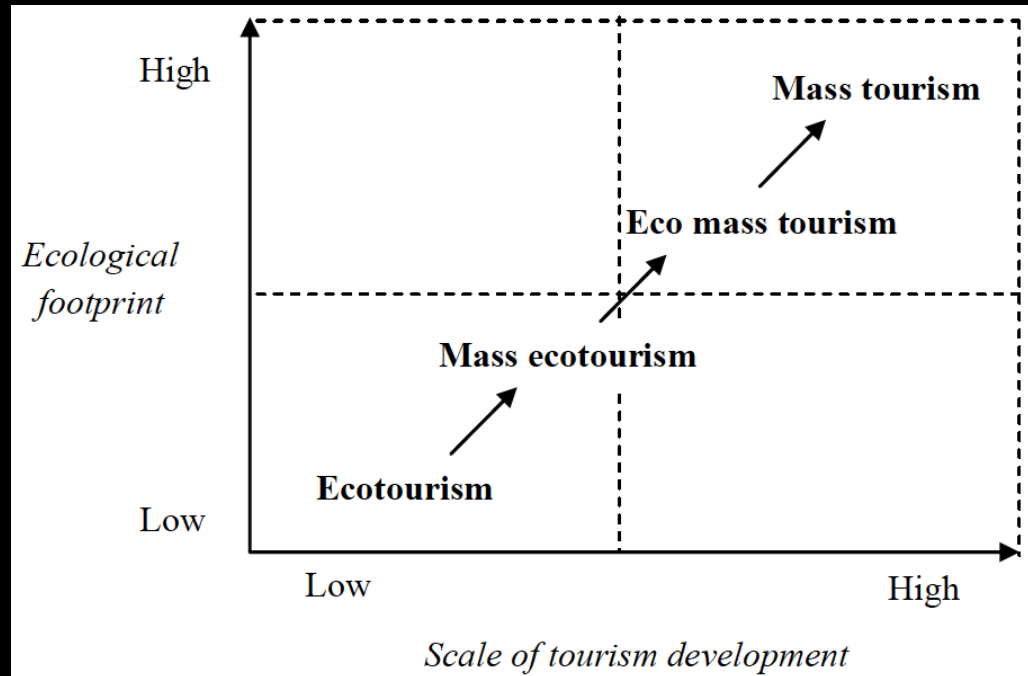 High
Mass tourism
Eco mass tourism
Ecological
footprint
Mass ecotourism
Ecotourism
Low
Low
High
Scale of tourism development